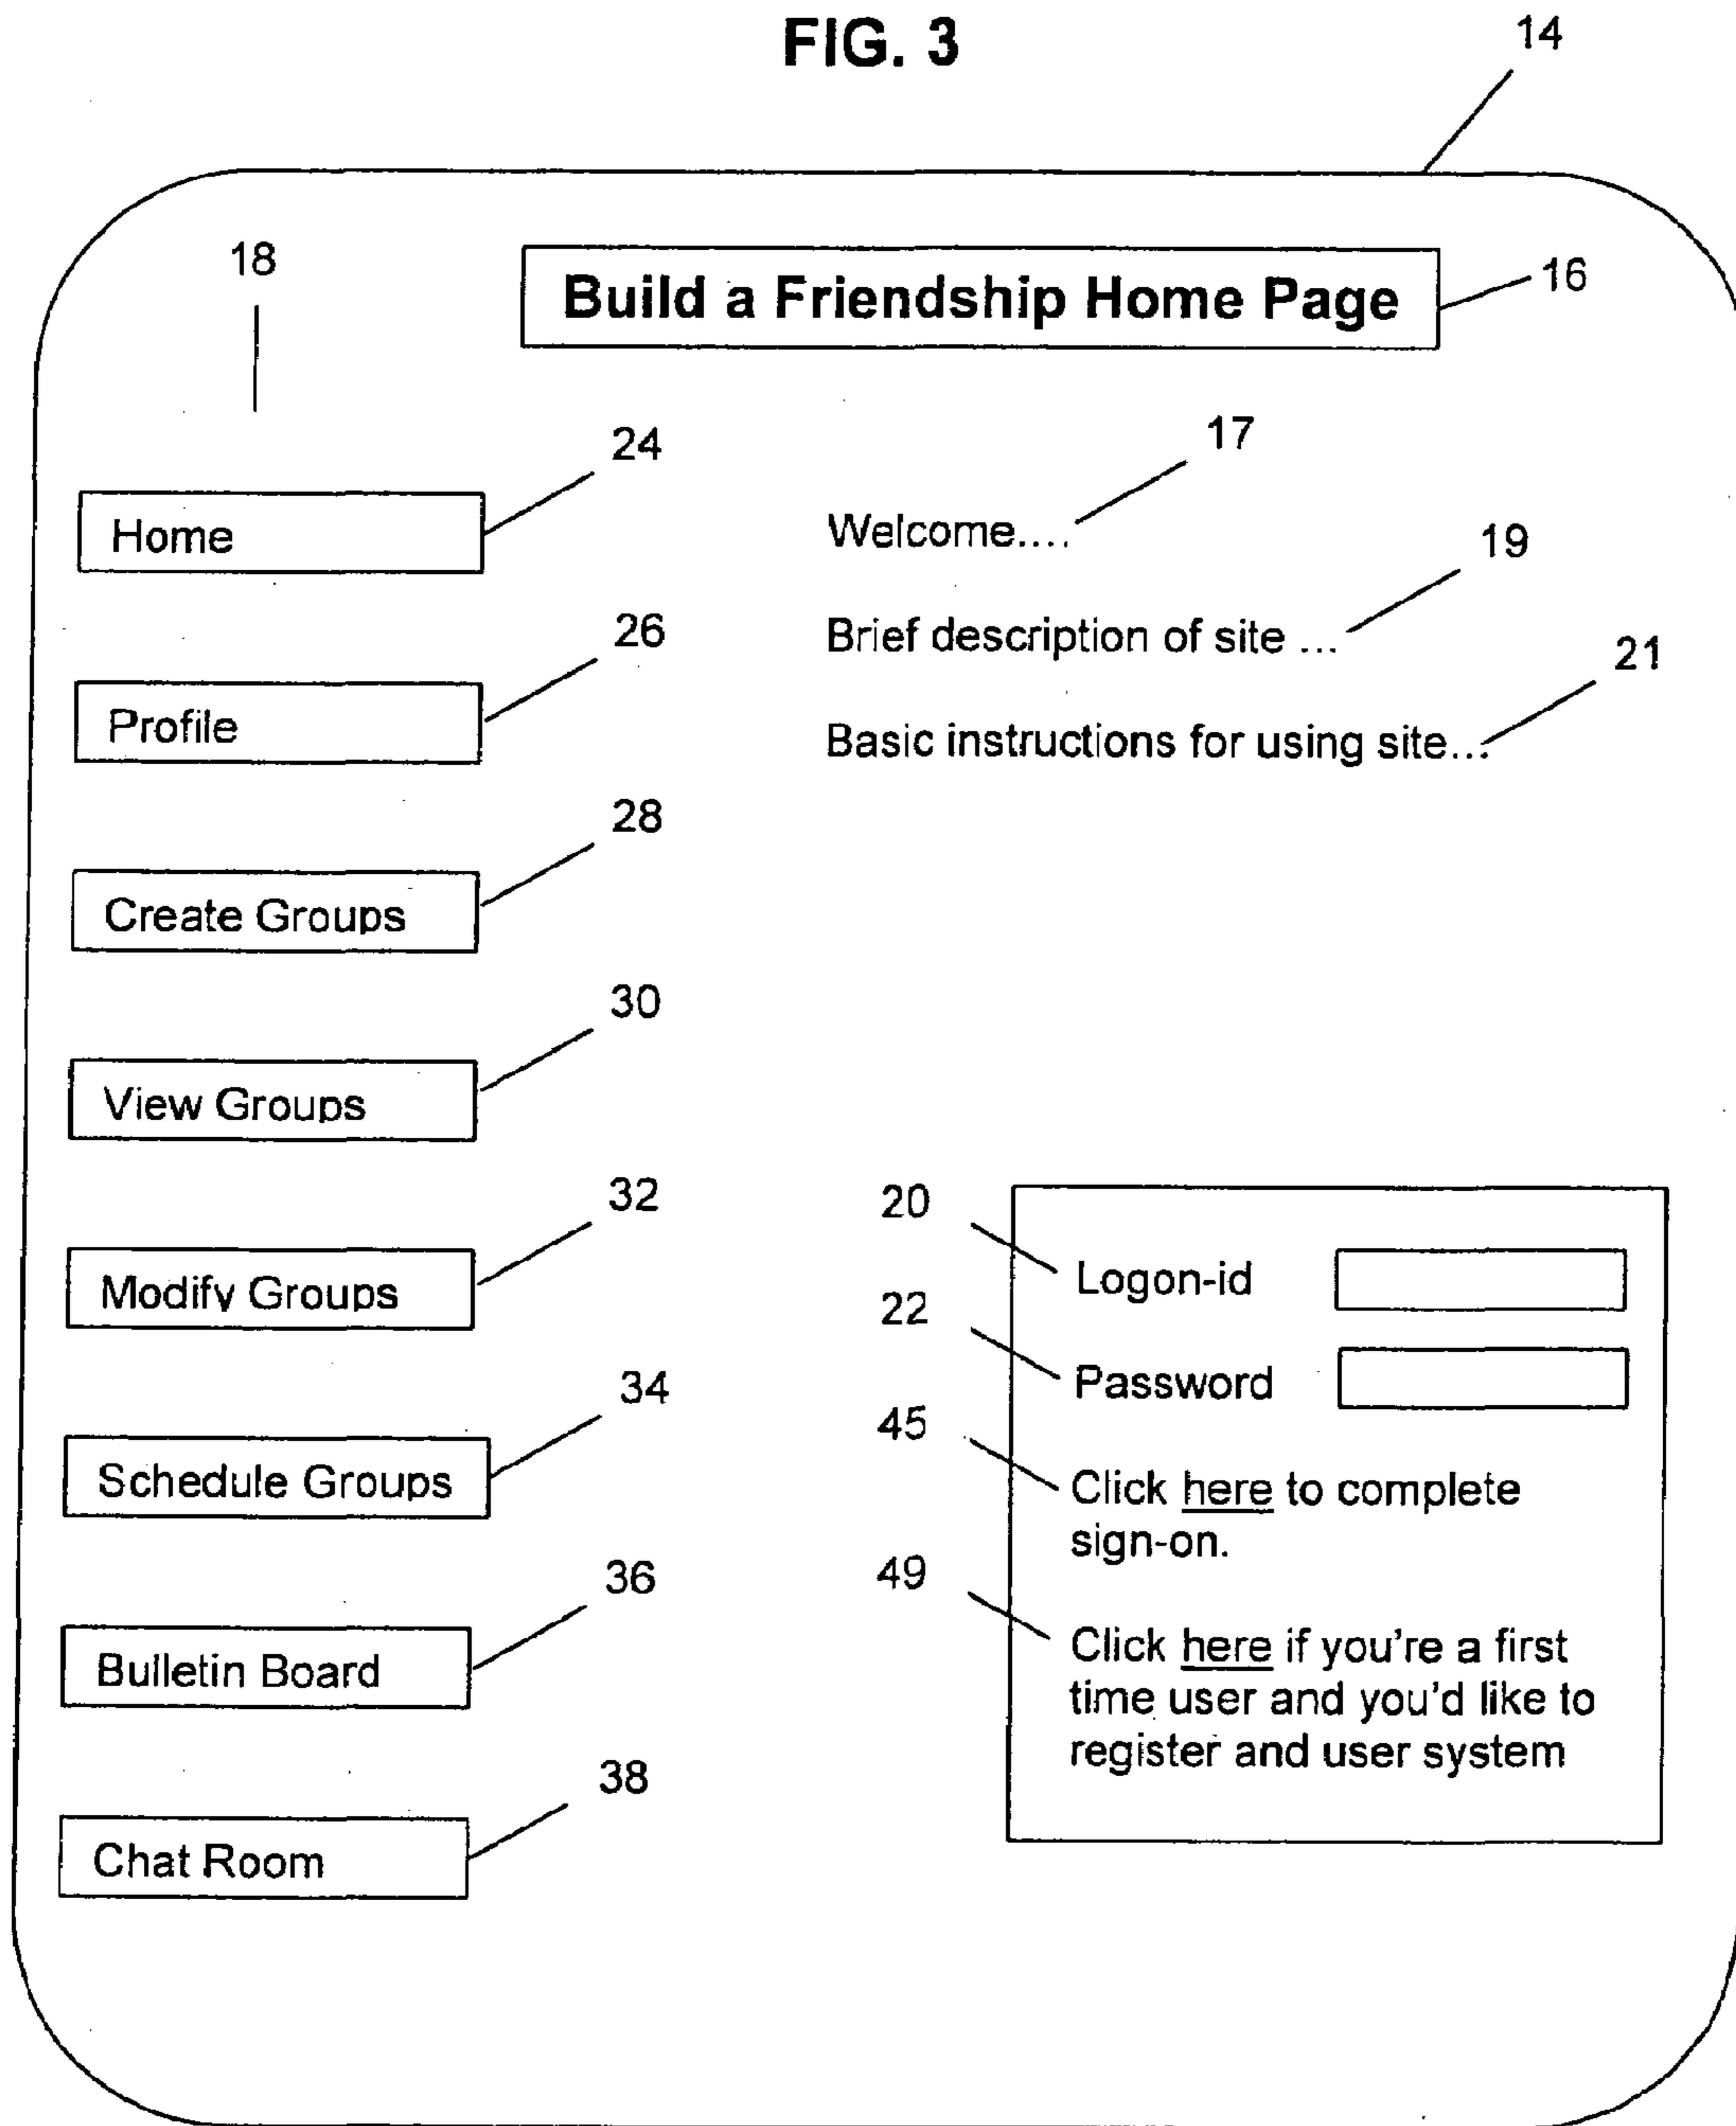 FIG. 3
14
Build a Friendship Home Page
16
18
24
Home
17
Welcome....
19
Brief description of site ...
21
Basic instructions for using site...
26
Profile
28
Create Groups
30
View Groups
32
Modify Groups
34
Schedule Groups
36
Bulletin Board
38
Chat Room
20
Logon-id
22
Password
45
Click here to complete
sign-on.
49
Click here if you're a first
time user and you'd like to
register and user system